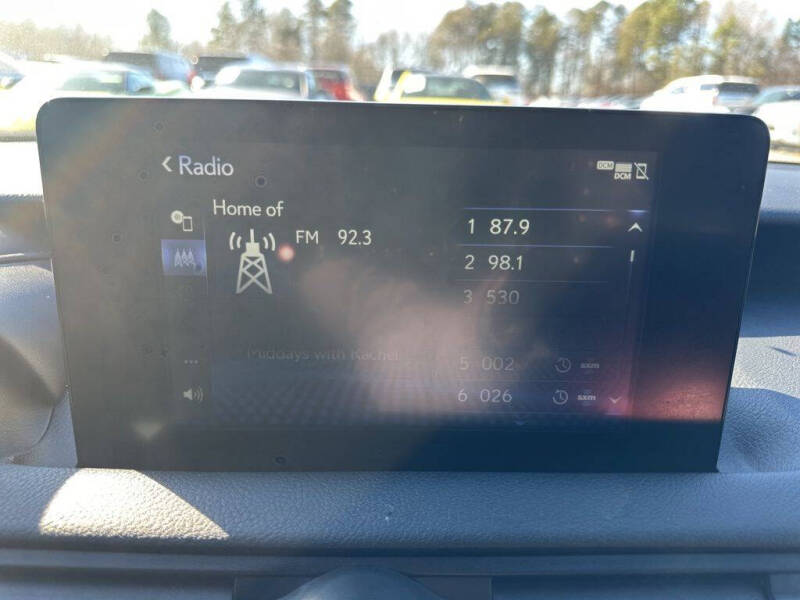 Radio
DCM
DCM
Home of
FM 92.3
1 87.9
2 98.1
3 530
Middays with Rachel
5 002 sxm
6 026 sxm